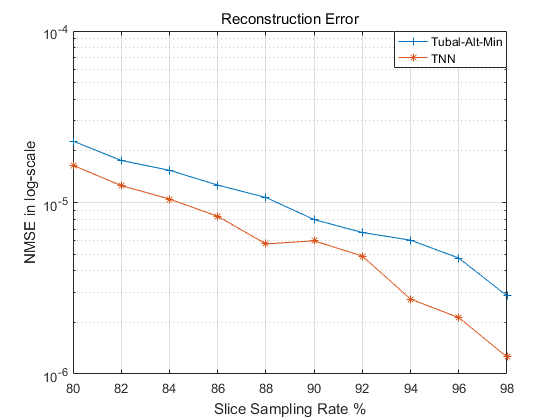 Reconstruction Error
10^-4
Tubal-Alt-Min
TNN
10^-5
NMSE in log-scale
10^-6
80 82 84 86 88 90 92 94 96 98
Slice Sampling Rate %